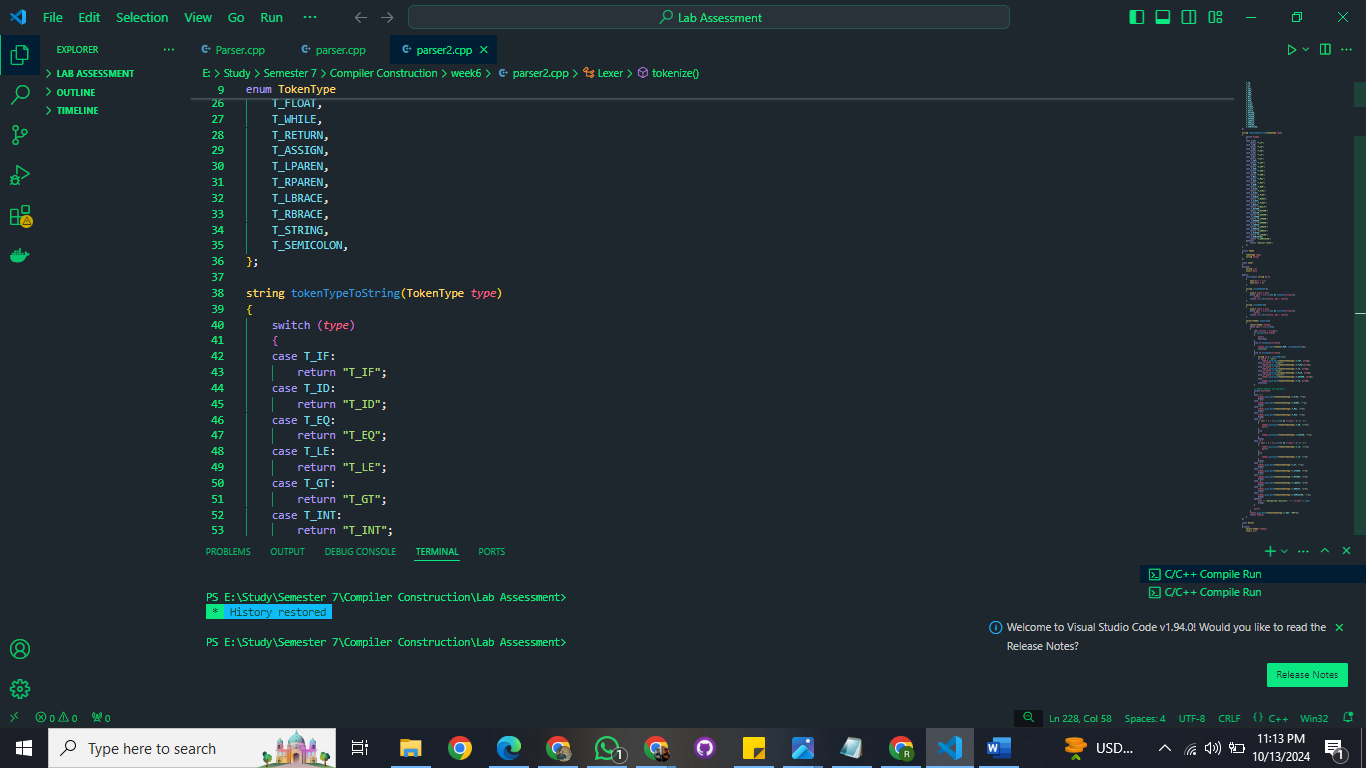 File Edit Selection View Go Run ··· Lab Assessment
EXPLORER ··· Parser.cpp parser.cpp parser2.cpp
LAB ASSESSMENT
OUTLINE
TIMELINE
E: > Study > Semester 7 > Compiler Construction > week6 > parser2.cpp > Lexer > tokenize()
9 enum TokenType
26 T_FLOAT,
27 T_WHILE,
28 T_RETURN,
29 T_ASSIGN,
30 T_LPAREN,
31 T_RPAREN,
32 T_LBRACE,
33 T_RBRACE,
34 T_STRING,
35 T_SEMICOLON,
36 };
37
38 string tokenTypeToString(TokenType type)
39 {
40 switch (type)
41 {
42 case T_IF:
43 return "T_IF";
44 case T_ID:
45 return "T_ID";
46 case T_EQ:
47 return "T_EQ";
48 case T_LE:
49 return "T_LE";
50 case T_GT:
51 return "T_GT";
52 case T_INT:
53 return "T_INT";
PROBLEMS OUTPUT DEBUG CONSOLE TERMINAL PORTS
PS E:\Study\Semester 7\Compiler Construction\Lab Assessment>
* History restored
PS E:\Study\Semester 7\Compiler Construction\Lab Assessment>
C/C++ Compile Run
C/C++ Compile Run
Welcome to Visual Studio Code v1.94.0! Would you like to read the
Release Notes?
Release Notes
0 0 0 Ln 228, Col 58 Spaces: 4 UTF-8 CRLF {} C++ Win32
Type here to search 1 USD... 11:13 PM
10/13/2024 1